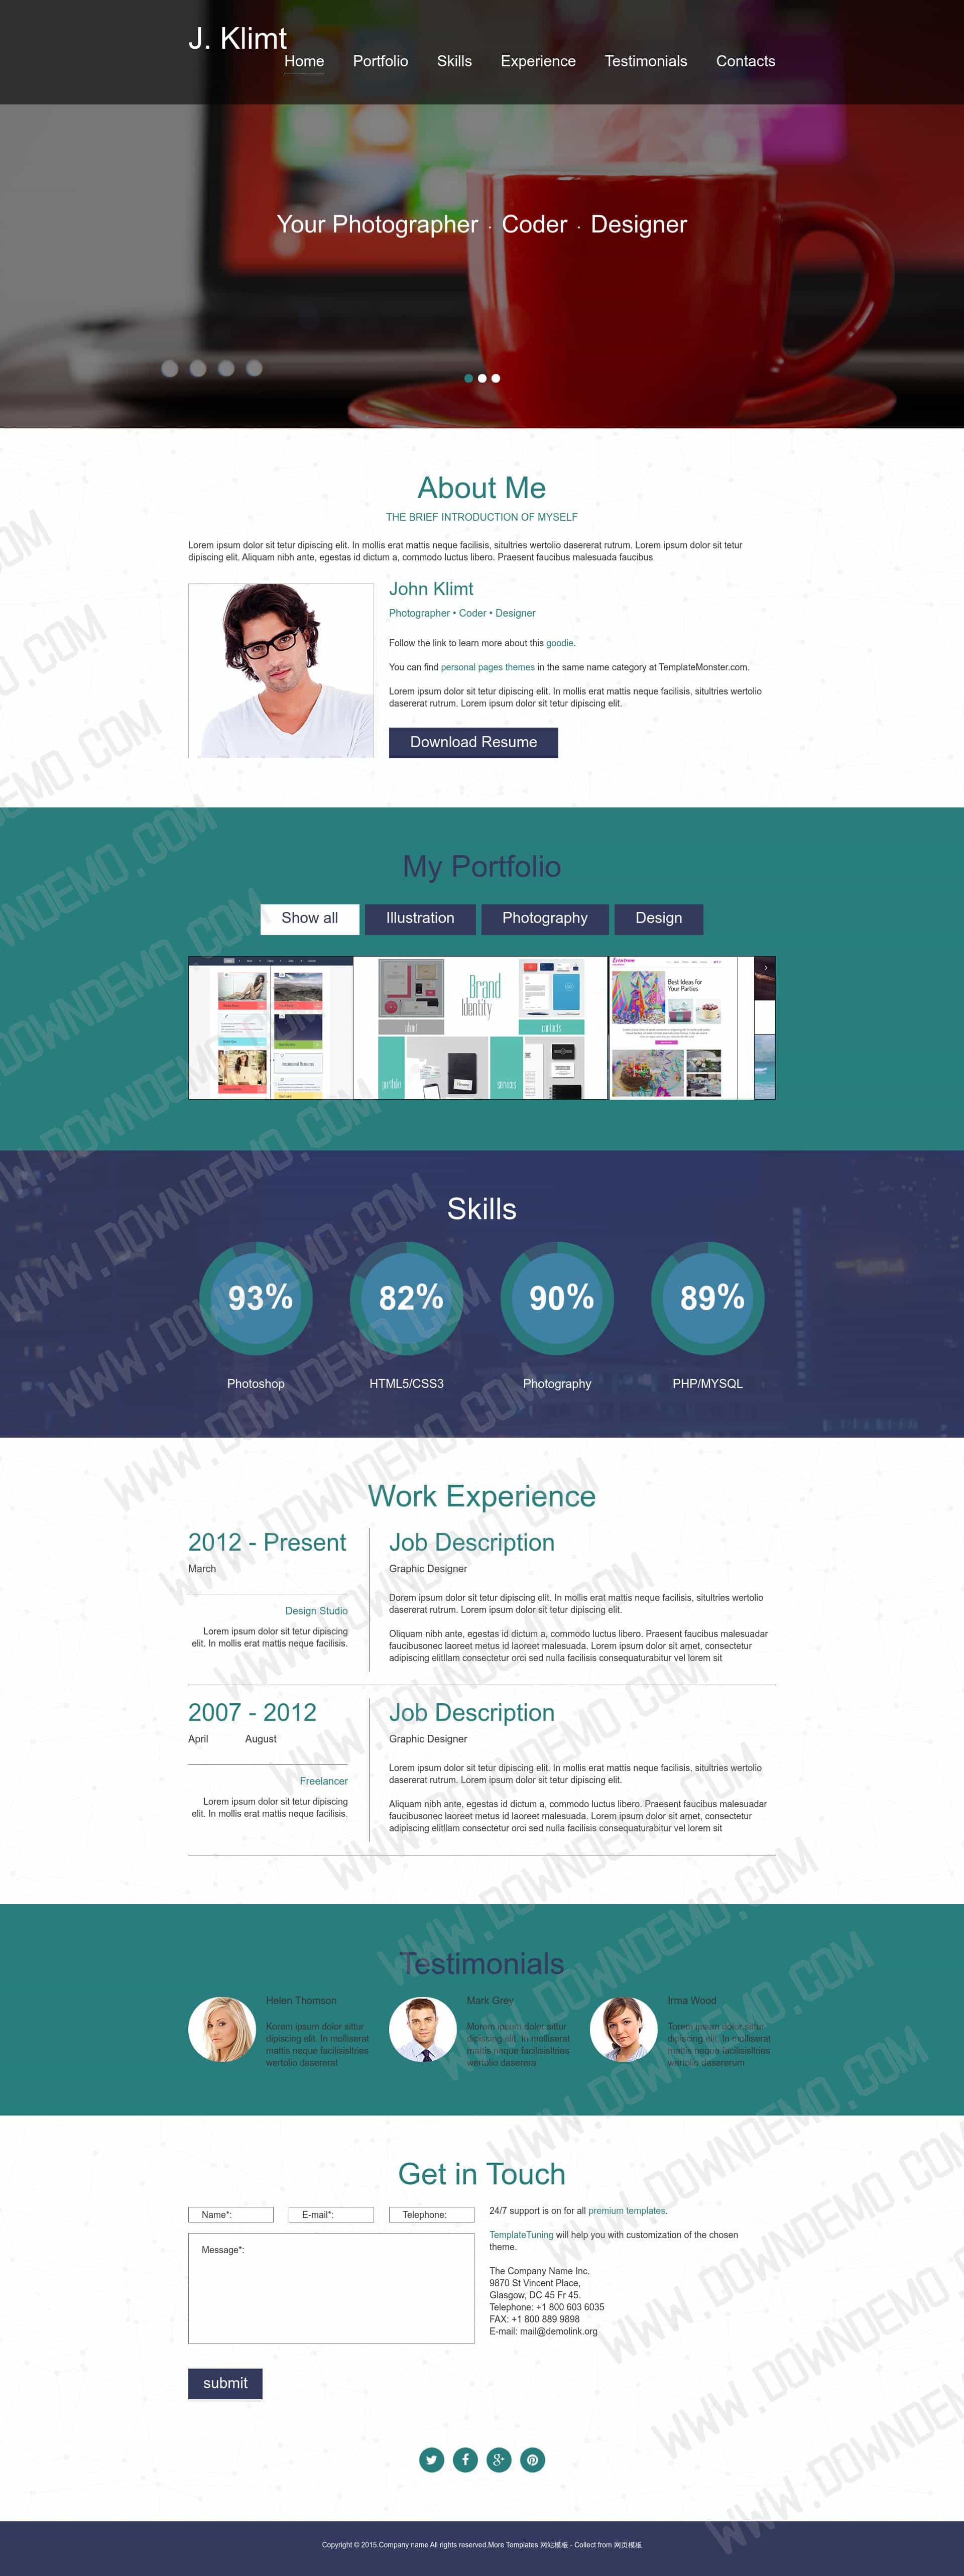 J. Klimt
Home Portfolio Skills Experience Testimonials Contacts
Your Photographer · Coder · Designer
About Me
THE BRIEF INTRODUCTION OF MYSELF
Lorem ipsum dolor sit tetur dipiscing elit. In mollis erat mattis neque facilisis, situltries wertolio dasererat rutrum. Lorem ipsum dolor sit tetur
dipiscing elit. Aliquam nibh ante, egestas id dictum a, commodo luctus libero. Praesent faucibus malesuada faucibus
John Klimt
Photographer • Coder • Designer
Follow the link to learn more about this goodie.
You can find personal pages themes in the same name category at TemplateMonster.com.
Lorem ipsum dolor sit tetur dipiscing elit. In mollis erat mattis neque facilisis, situltries wertolio
dasererat rutrum. Lorem ipsum dolor sit tetur dipiscing elit.
Download Resume
My Portfolio
Show all Illustration Photography Design
Brand
Identity
Best Ideas for
Your Parties
about
contacts
portfolio
services
Skills
93% 82% 90% 89%
Photoshop HTML5/CSS3 Photography PHP/MYSQL
Work Experience
2012 - Present
March
Design Studio
Lorem ipsum dolor sit tetur dipiscing
elit. In mollis erat mattis neque facilisis.
Job Description
Graphic Designer
Dorem ipsum dolor sit tetur dipiscing elit. In mollis erat mattis neque facilisis, situltries wertolio
dasererat rutrum. Lorem ipsum dolor sit tetur dipiscing elit.
Oliquam nibh ante, egestas id dictum a, commodo luctus libero. Praesent faucibus malesuadar
faucibusonec laoreet metus id laoreet malesuada. Lorem ipsum dolor sit amet, consectetur
adipiscing elitllam consectetur orci sed nulla facilisis consequaturabitur vel lorem sit
2007 - 2012
April August
Freelancer
Lorem ipsum dolor sit tetur dipiscing
elit. In mollis erat mattis neque facilisis.
Job Description
Graphic Designer
Lorem ipsum dolor sit tetur dipiscing elit. In mollis erat mattis neque facilisis, situltries wertolio
dasererat rutrum. Lorem ipsum dolor sit tetur dipiscing elit.
Aliquam nibh ante, egestas id dictum a, commodo luctus libero. Praesent faucibus malesuadar
faucibusonec laoreet metus id laoreet malesuada. Lorem ipsum dolor sit amet, consectetur
adipiscing elitllam consectetur orci sed nulla facilisis consequaturabitur vel lorem sit
Testimonials
Helen Thomson
Korem ipsum dolor sittur
dipiscing elit. In molliserat
mattis neque facilisisltries
wertolio dasererat
Mark Grey
Morem ipsum dolor sittur
dipiscing elit. In molliserat
mattis neque facilisisltries
wertolio daserera
Irma Wood
Torem ipsum dolor sittur
dipiscing elit. In molliserat
mattis neque facilisisltries
wertolio dasererum
Get in Touch
Name*: E-mail*: Telephone:
Message*:
submit
24/7 support is on for all premium templates.
TemplateTuning will help you with customization of the chosen
theme.
The Company Name Inc.
9870 St Vincent Place,
Glasgow, DC 45 Fr 45.
Telephone: +1 800 603 6035
FAX: +1 800 889 9898
E-mail: mail@demolink.org
Copyright © 2015.Company name All rights reserved.More Templates 网站模板 - Collect from 网页模板
WWW.DOWNDEMO.COM